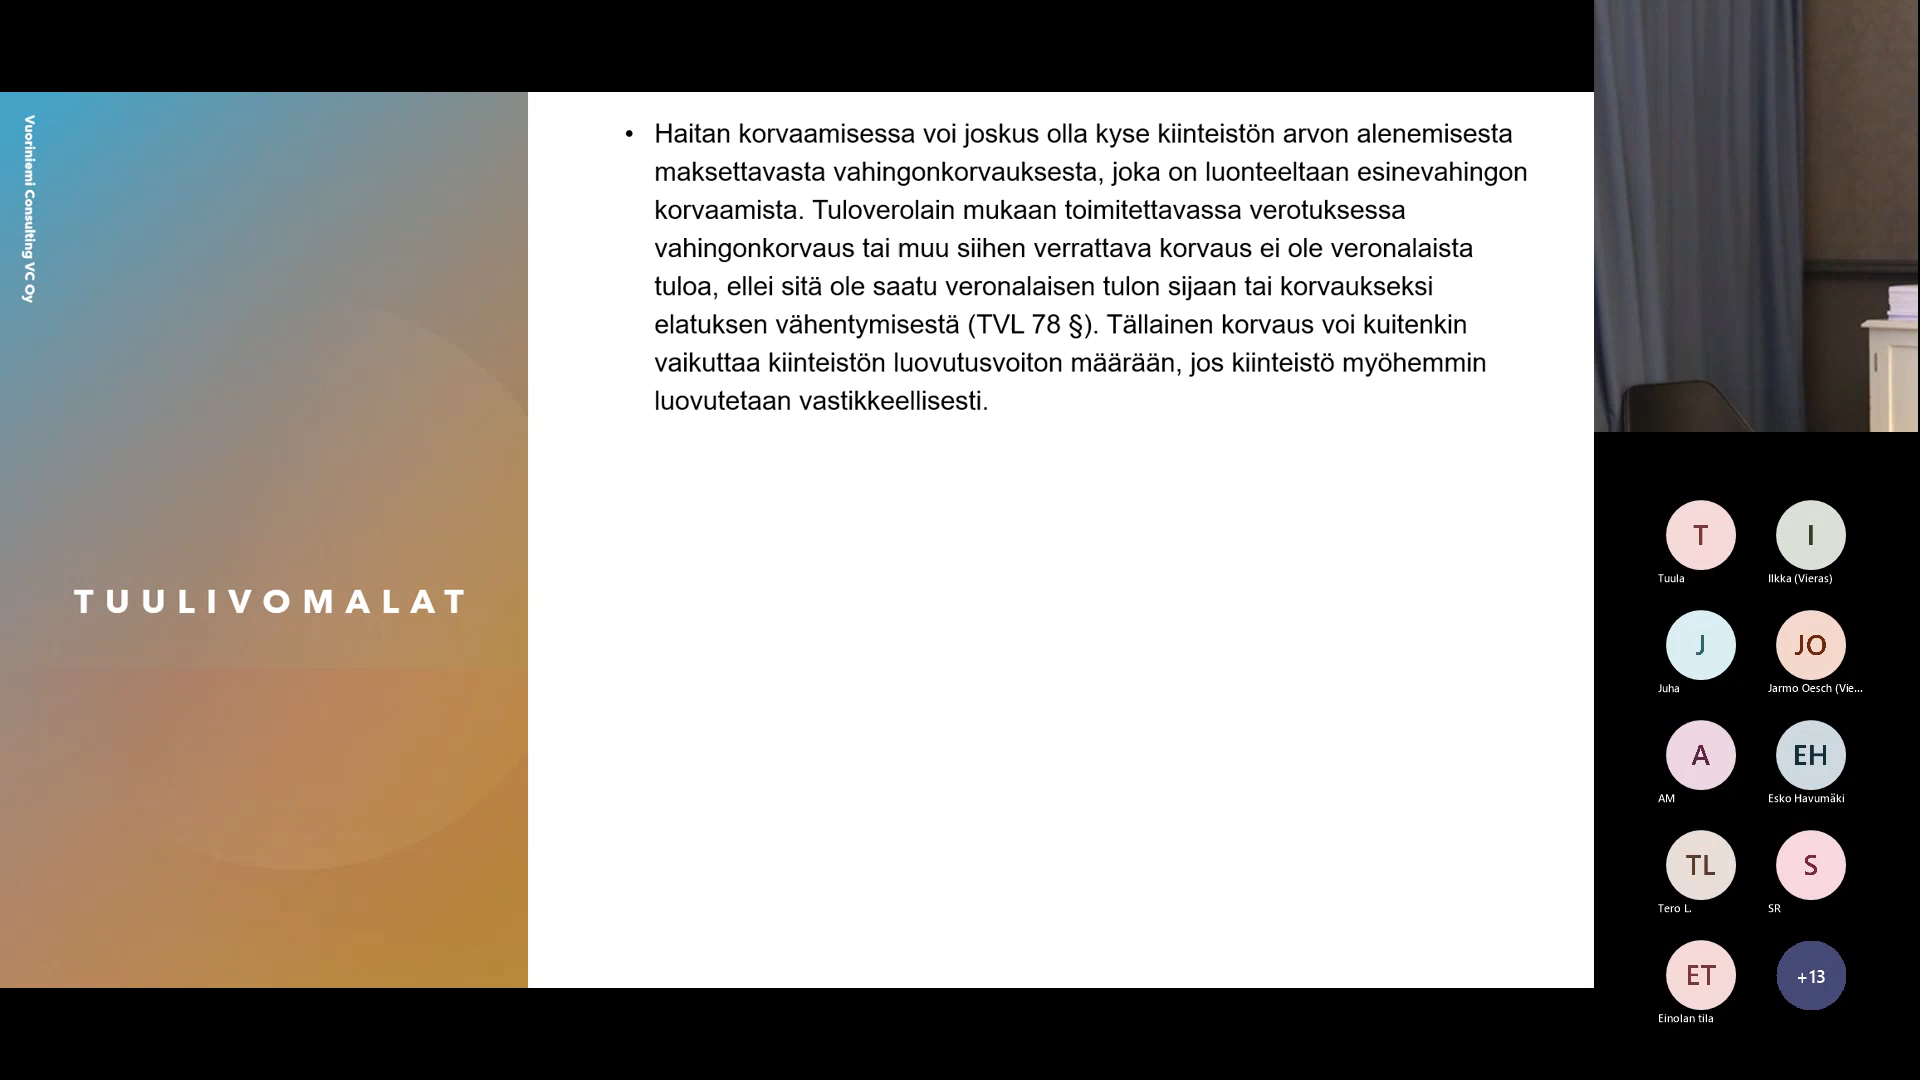 Vuoriniemi Consulting VC Oy
TUULIVOMALAT
• Haitan korvaamisessa voi joskus olla kyse kiinteistön arvon alenemisesta
maksettavasta vahingonkorvauksesta, joka on luonteeltaan esinevahingon
korvaamista. Tuloverolain mukaan toimitettavassa verotuksessa
vahingonkorvaus tai muu siihen verrattava korvaus ei ole veronalaista
tuloa, ellei sitä ole saatu veronalaisen tulon sijaan tai korvaukseksi
elatuksen vähentymisestä (TVL 78 §). Tällainen korvaus voi kuitenkin
vaikuttaa kiinteistön luovutusvoiton määrään, jos kiinteistö myöhemmin
luovutetaan vastikkeellisesti.
T
Tuula
I
Ilkka (Vieras)
J
Juha
JO
Jarmo Oesch (Vie...
A
AM
EH
Esko Havumäki
TL
Tero L.
S
SR
ET
Einolan tila
+13